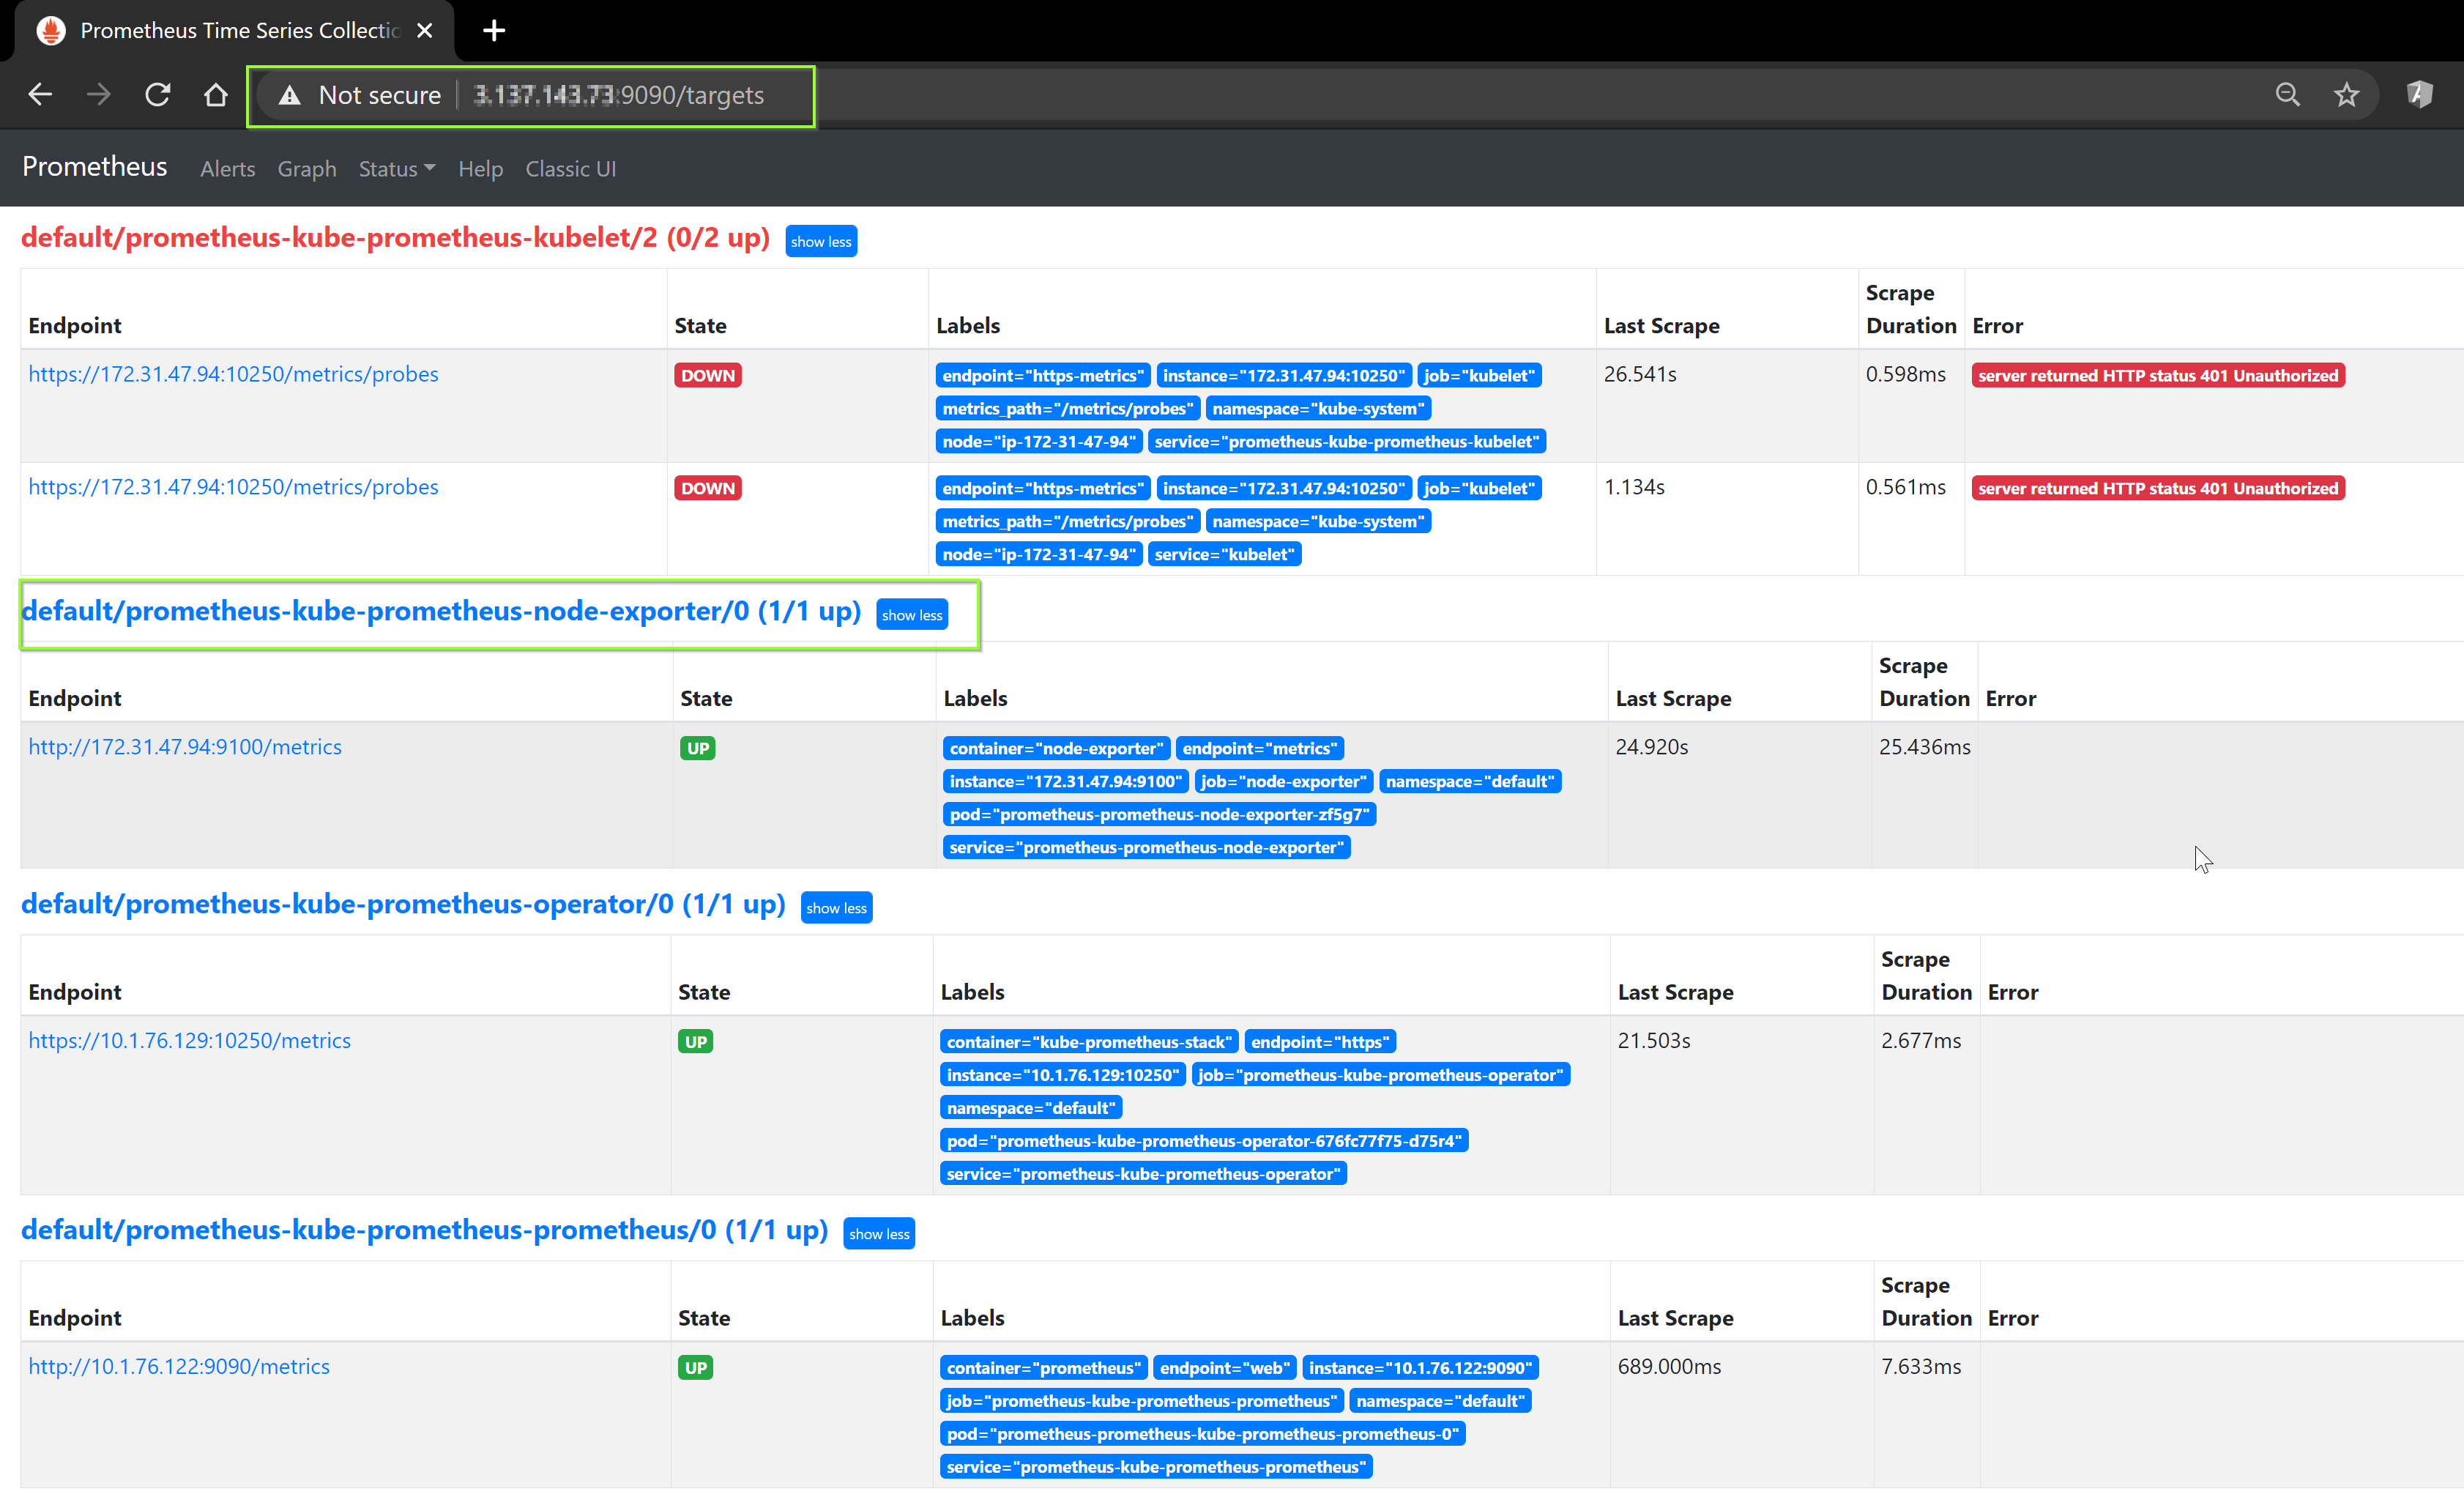 Prometheus Time Series Collectio
Not secure :9090/targets
Prometheus Alerts Graph Status Help Classic UI
default/prometheus-kube-prometheus-kubelet/2 (0/2 up) show less
Endpoint State Labels Last Scrape Scrape Duration Error
https://172.31.47.94:10250/metrics/probes DOWN endpoint="https-metrics" instance="172.31.47.94:10250" job="kubelet" 26.541s 0.598ms server returned HTTP status 401 Unauthorized
metrics_path="/metrics/probes" namespace="kube-system"
node="ip-172-31-47-94" service="prometheus-kube-prometheus-kubelet"
https://172.31.47.94:10250/metrics/probes DOWN endpoint="https-metrics" instance="172.31.47.94:10250" job="kubelet" 1.134s 0.561ms server returned HTTP status 401 Unauthorized
metrics_path="/metrics/probes" namespace="kube-system"
node="ip-172-31-47-94" service="kubelet"
default/prometheus-kube-prometheus-node-exporter/0 (1/1 up) show less
Endpoint State Labels Last Scrape Scrape Duration Error
http://172.31.47.94:9100/metrics UP container="node-exporter" endpoint="metrics" 24.920s 25.436ms
instance="172.31.47.94:9100" job="node-exporter" namespace="default"
pod="prometheus-prometheus-node-exporter-zf5g7"
service="prometheus-prometheus-node-exporter"
default/prometheus-kube-prometheus-operator/0 (1/1 up) show less
Endpoint State Labels Last Scrape Scrape Duration Error
https://10.1.76.129:10250/metrics UP container="kube-prometheus-stack" endpoint="https" 21.503s 2.677ms
instance="10.1.76.129:10250" job="prometheus-kube-prometheus-operator"
namespace="default"
pod="prometheus-kube-prometheus-operator-676fc77f75-d75r4"
service="prometheus-kube-prometheus-operator"
default/prometheus-kube-prometheus-prometheus/0 (1/1 up) show less
Endpoint State Labels Last Scrape Scrape Duration Error
http://10.1.76.122:9090/metrics UP container="prometheus" endpoint="web" instance="10.1.76.122:9090" 689.000ms 7.633ms
job="prometheus-kube-prometheus-prometheus" namespace="default"
pod="prometheus-prometheus-kube-prometheus-prometheus-0"
service="prometheus-kube-prometheus-prometheus"